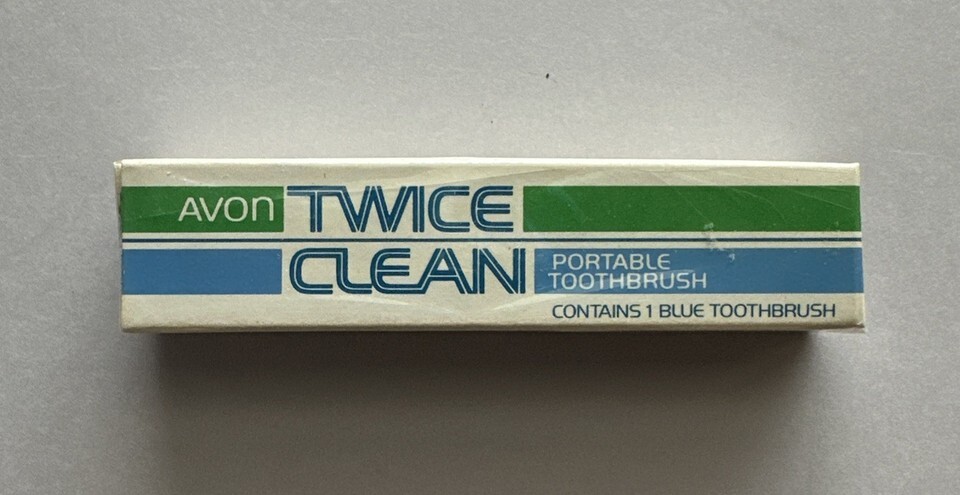 AVON TWICE
CLEAN PORTABLE
TOOTHBRUSH
CONTAINS 1 BLUE TOOTHBRUSH